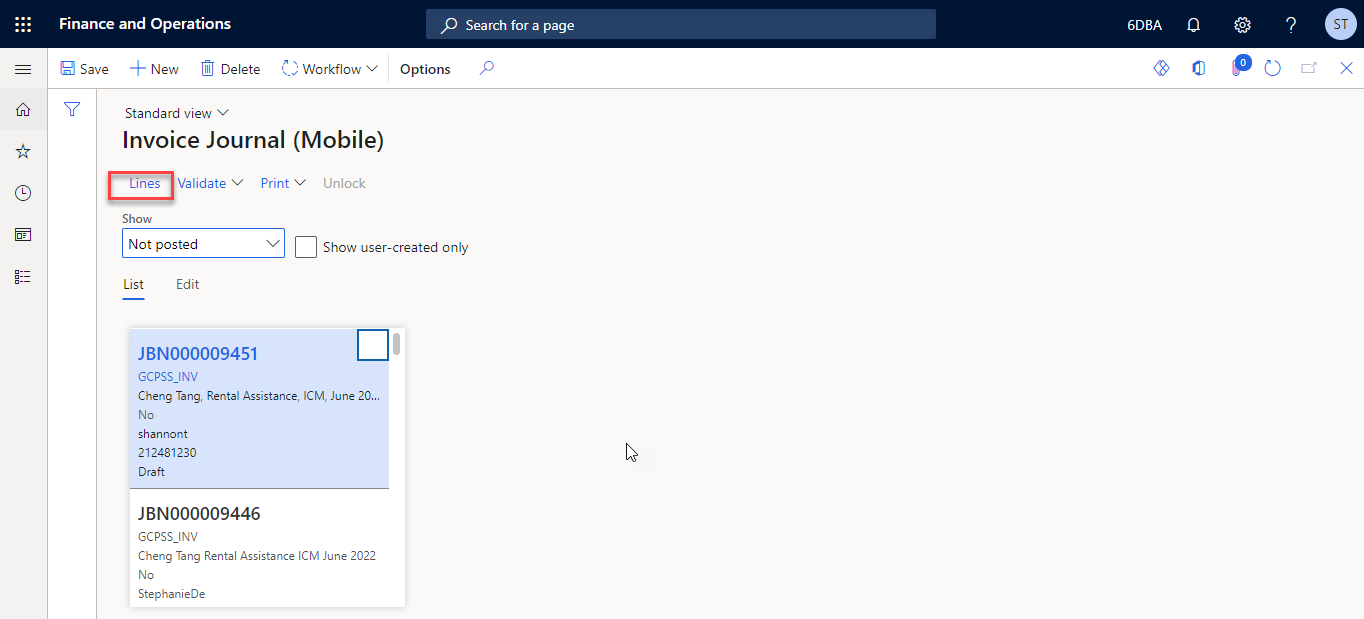 Finance and Operations
Search for a page
6DBA
ST
Save
New
Delete
Workflow
Options
0
Standard view
Invoice Journal (Mobile)
Lines
Validate
Print
Unlock
Show
Not posted
Show user-created only
List
Edit
JBN000009451
GCPSS_INV
Cheng Tang, Rental Assistance, ICM, June 20...
No
shannont
212481230
Draft
JBN000009446
GCPSS_INV
Cheng Tang Rental Assistance ICM June 2022
No
StephanieDe